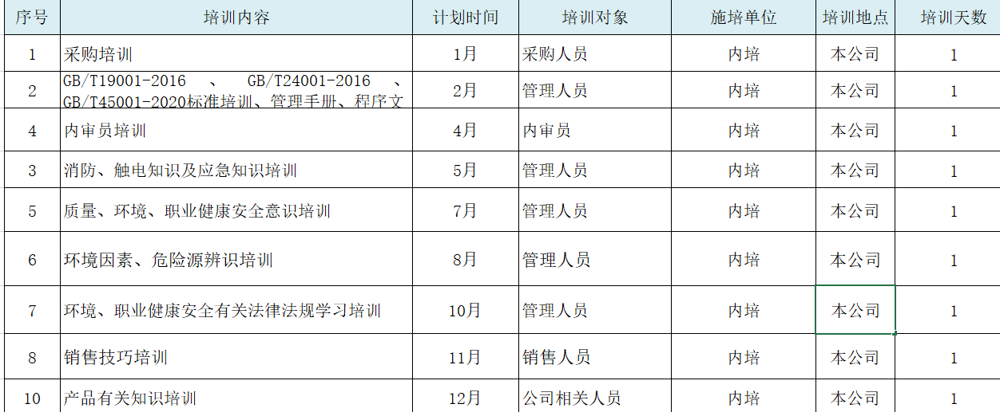 序号 培训内容 计划时间 培训对象 施培单位 培训地点 培训天数
1 采购培训 1月 采购人员 内培 本公司 1
GB/T19001-2016 、 GB/T24001-2016 、
2 GB/T45001-2020标准培训、管理手册、程序文 2月 管理人员 内培 本公司 1
4 内审员培训 4月 内审员 内培 本公司 1
3 消防、触电知识及应急知识培训 5月 管理人员 内培 本公司 1
5 质量、环境、职业健康安全意识培训 7月 管理人员 内培 本公司 1
6 环境因素、危险源辨识培训 8月 管理人员 内培 本公司 1
7 环境、职业健康安全有关法律法规学习培训 10月 管理人员 内培 本公司 1
8 销售技巧培训 11月 销售人员 内培 本公司 1
10 产品有关知识培训 12月 公司相关人员 内培 本公司 1